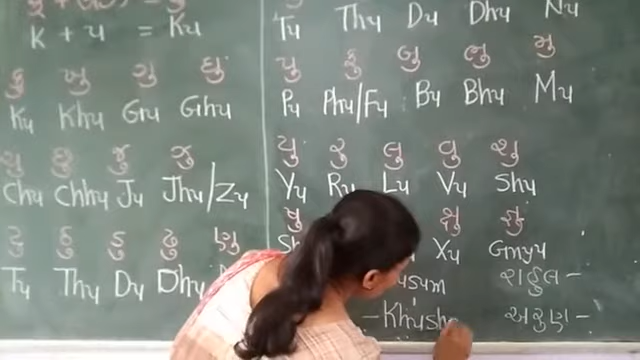 K + u = Ku
કુ ખુ ગુ ઘુ
Ku Khu Gu Ghu
ચુ છુ જુ ઝુ
Chu Chhu Ju Jhu/Zu
ટુ ઠુ ડુ ઢુ ણુ
Tu Thu Du Dhu
Tu Thu Du Dhu Nu
પુ ફુ બુ ભુ મુ
Pu Phu/Fu Bu Bhu Mu
યુ રુ લુ વુ શુ
Yu Ru Lu Vu Shu
ષુ ક્ષુ જ્ઞુ
Xu Gnyu
રાહુલ -
- Khush અરુણ -